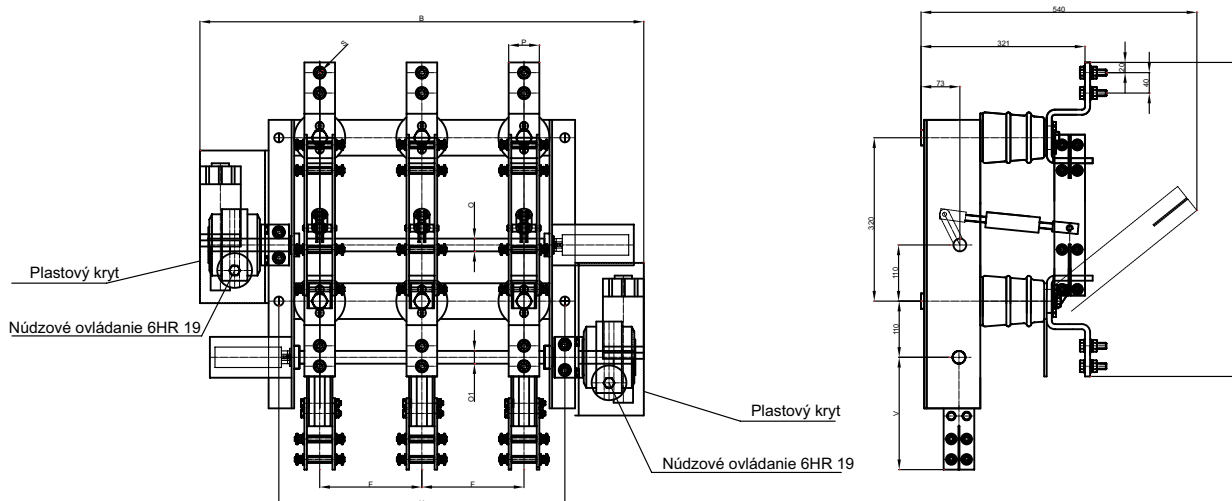 B
S
P
O
Plastový kryt
Núdzové ovládanie 6HR 19
O1
Plastový kryt
Núdzové ovládanie 6HR 19
F
F
540
321
73
20
40
320
110
110
V